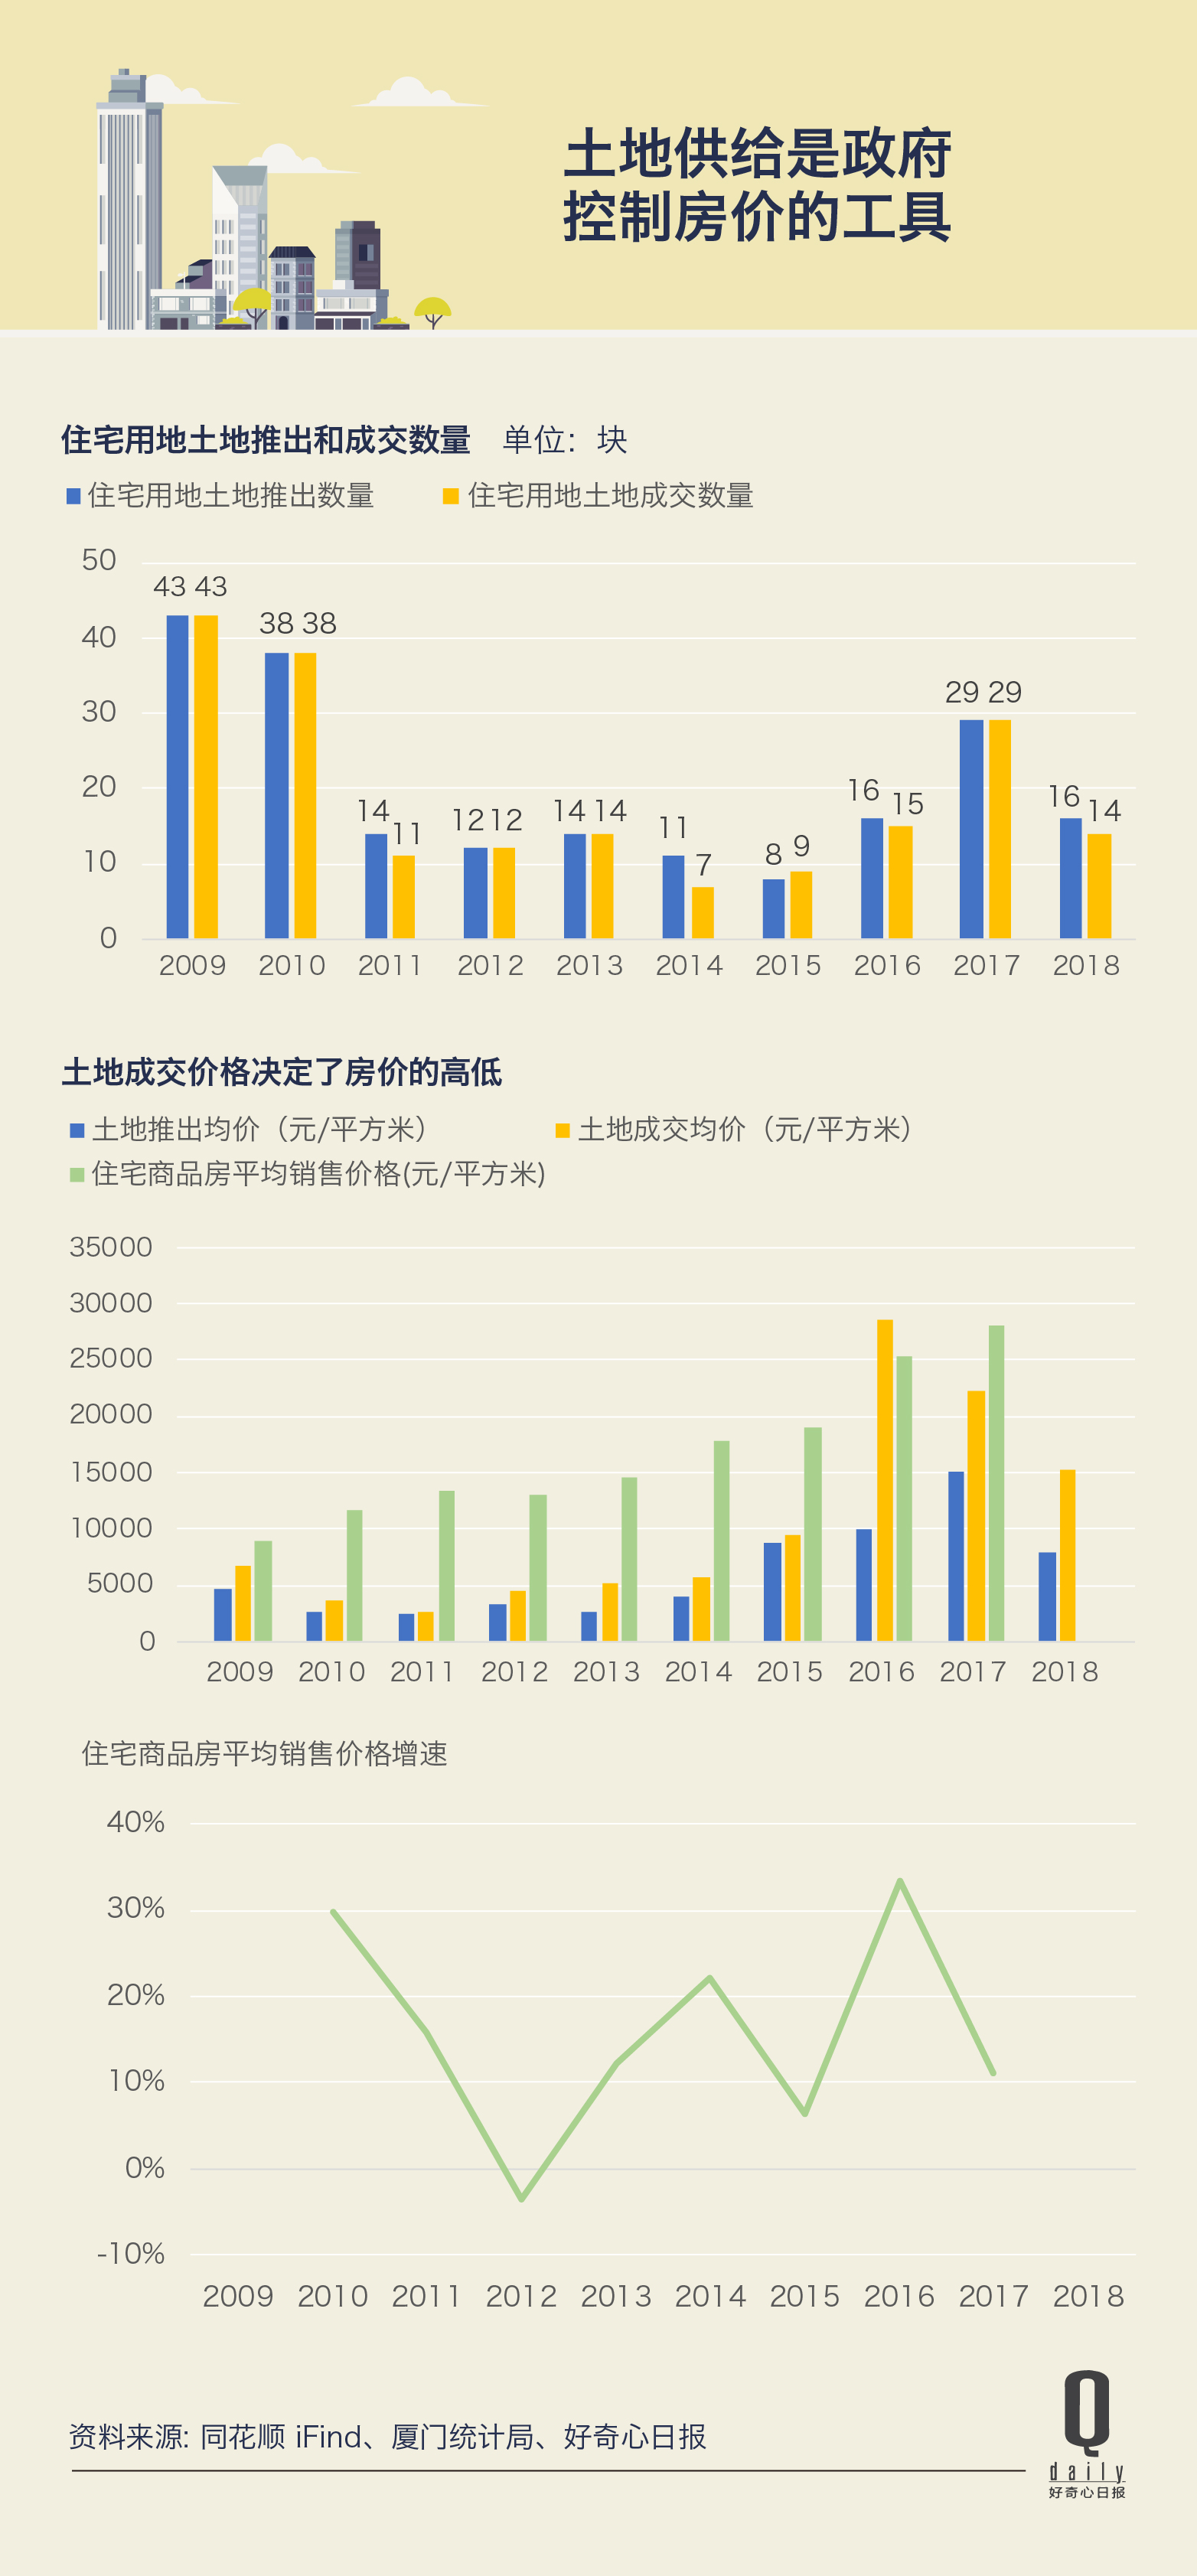 土地供给是政府
控制房价的工具
住宅用地土地推出和成交数量 单位：块
住宅用地土地推出数量 住宅用地土地成交数量
50
43 43
38 38
40
30
29 29
20
14 11 12 12 14 14 11 7 8 9 16 15 16 14
10
0
2009 2010 2011 2012 2013 2014 2015 2016 2017 2018
土地成交价格决定了房价的高低
土地推出均价（元/平方米） 土地成交均价（元/平方米）
住宅商品房平均销售价格(元/平方米)
35000
30000
25000
20000
15000
10000
5000
0
2009 2010 2011 2012 2013 2014 2015 2016 2017 2018
住宅商品房平均销售价格增速
40%
30%
20%
10%
0%
-10%
2009 2010 2011 2012 2013 2014 2015 2016 2017 2018
资料来源: 同花顺 iFind、厦门统计局、好奇心日报
Q
daily
好奇心日报